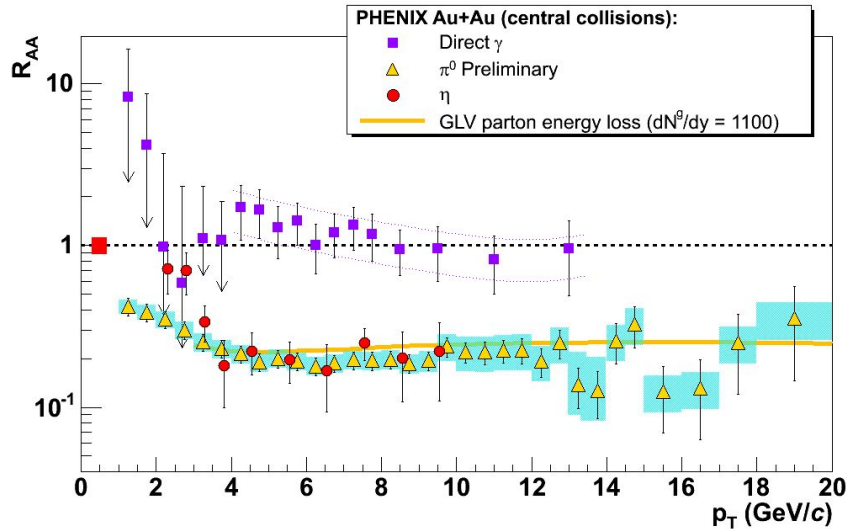 PHENIX Au+Au (central collisions):
Direct γ
π⁰ Preliminary
η
GLV parton energy loss (dNᵍ/dy = 1100)
R_AA
10
1
10⁻¹
0 2 4 6 8 10 12 14 16 18 20
p_T (GeV/c)